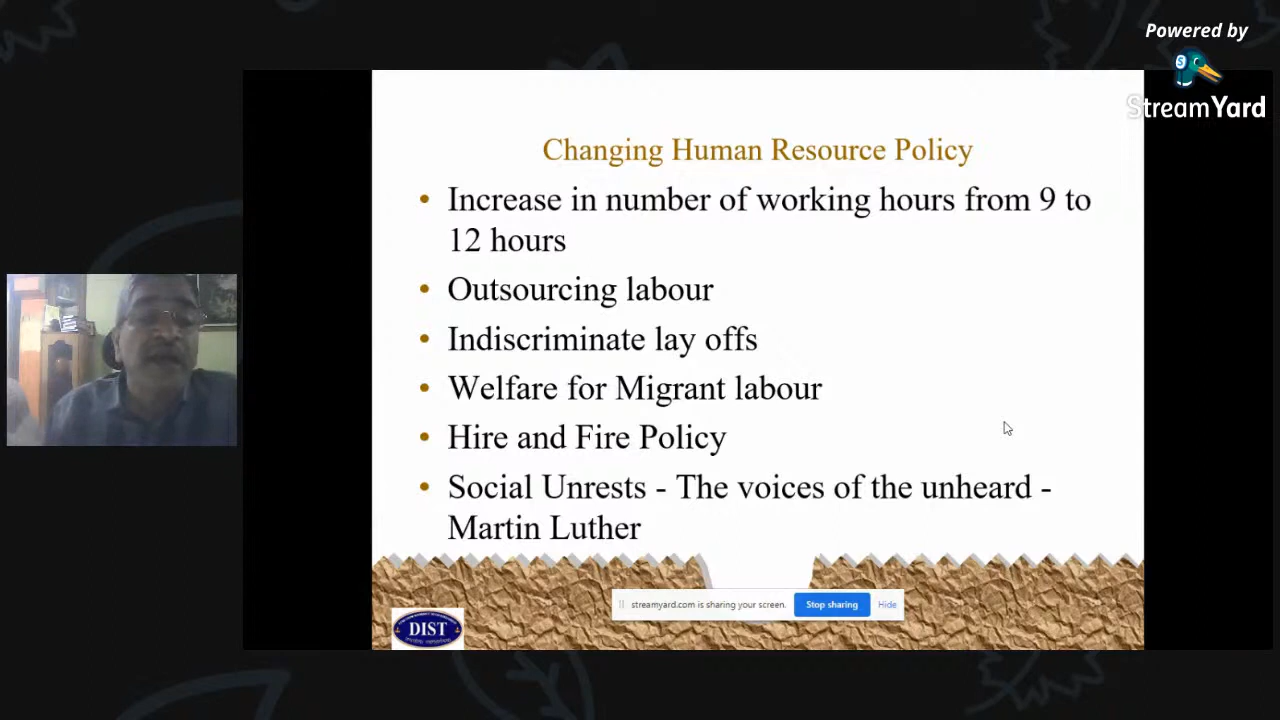 Powered by
StreamYard
Changing Human Resource Policy
• Increase in number of working hours from 9 to
12 hours
• Outsourcing labour
• Indiscriminate lay offs
• Welfare for Migrant labour
• Hire and Fire Policy
• Social Unrests - The voices of the unheard -
Martin Luther
streamyard.com is sharing your screen.
Stop sharing
Hide
DIST